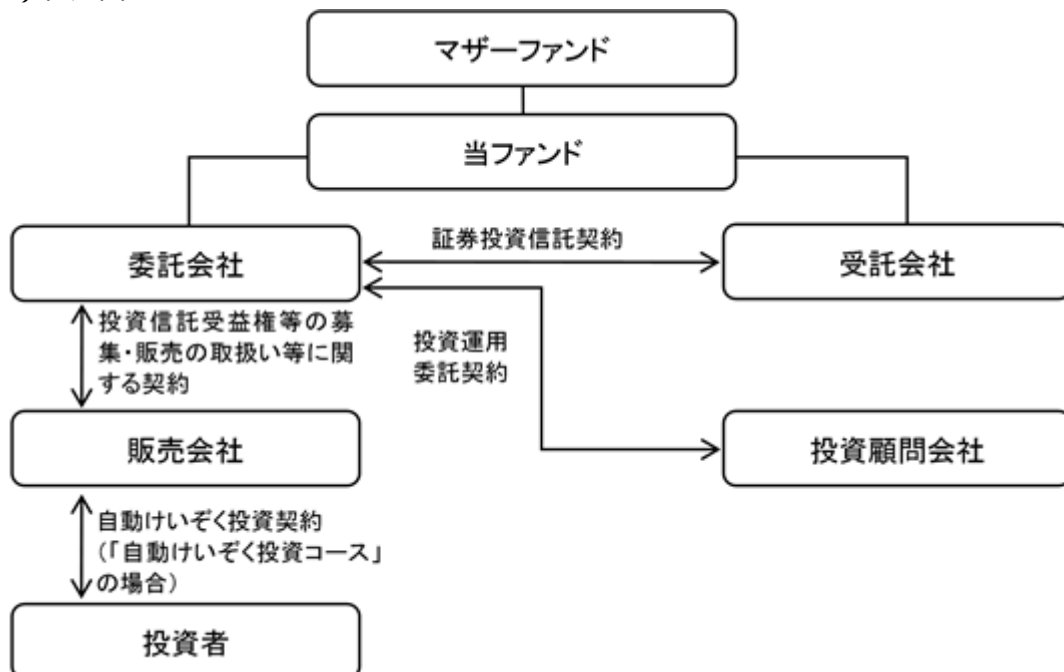 マザーファンド
当ファンド
委託会社
証券投資信託契約
受託会社
投資信託受益権等の募
集・販売の取扱い等に関
する契約
投資運用
委託契約
販売会社
投資顧問会社
自動けいぞく投資契約
（「自動けいぞく投資コース」
の場合）
投資者